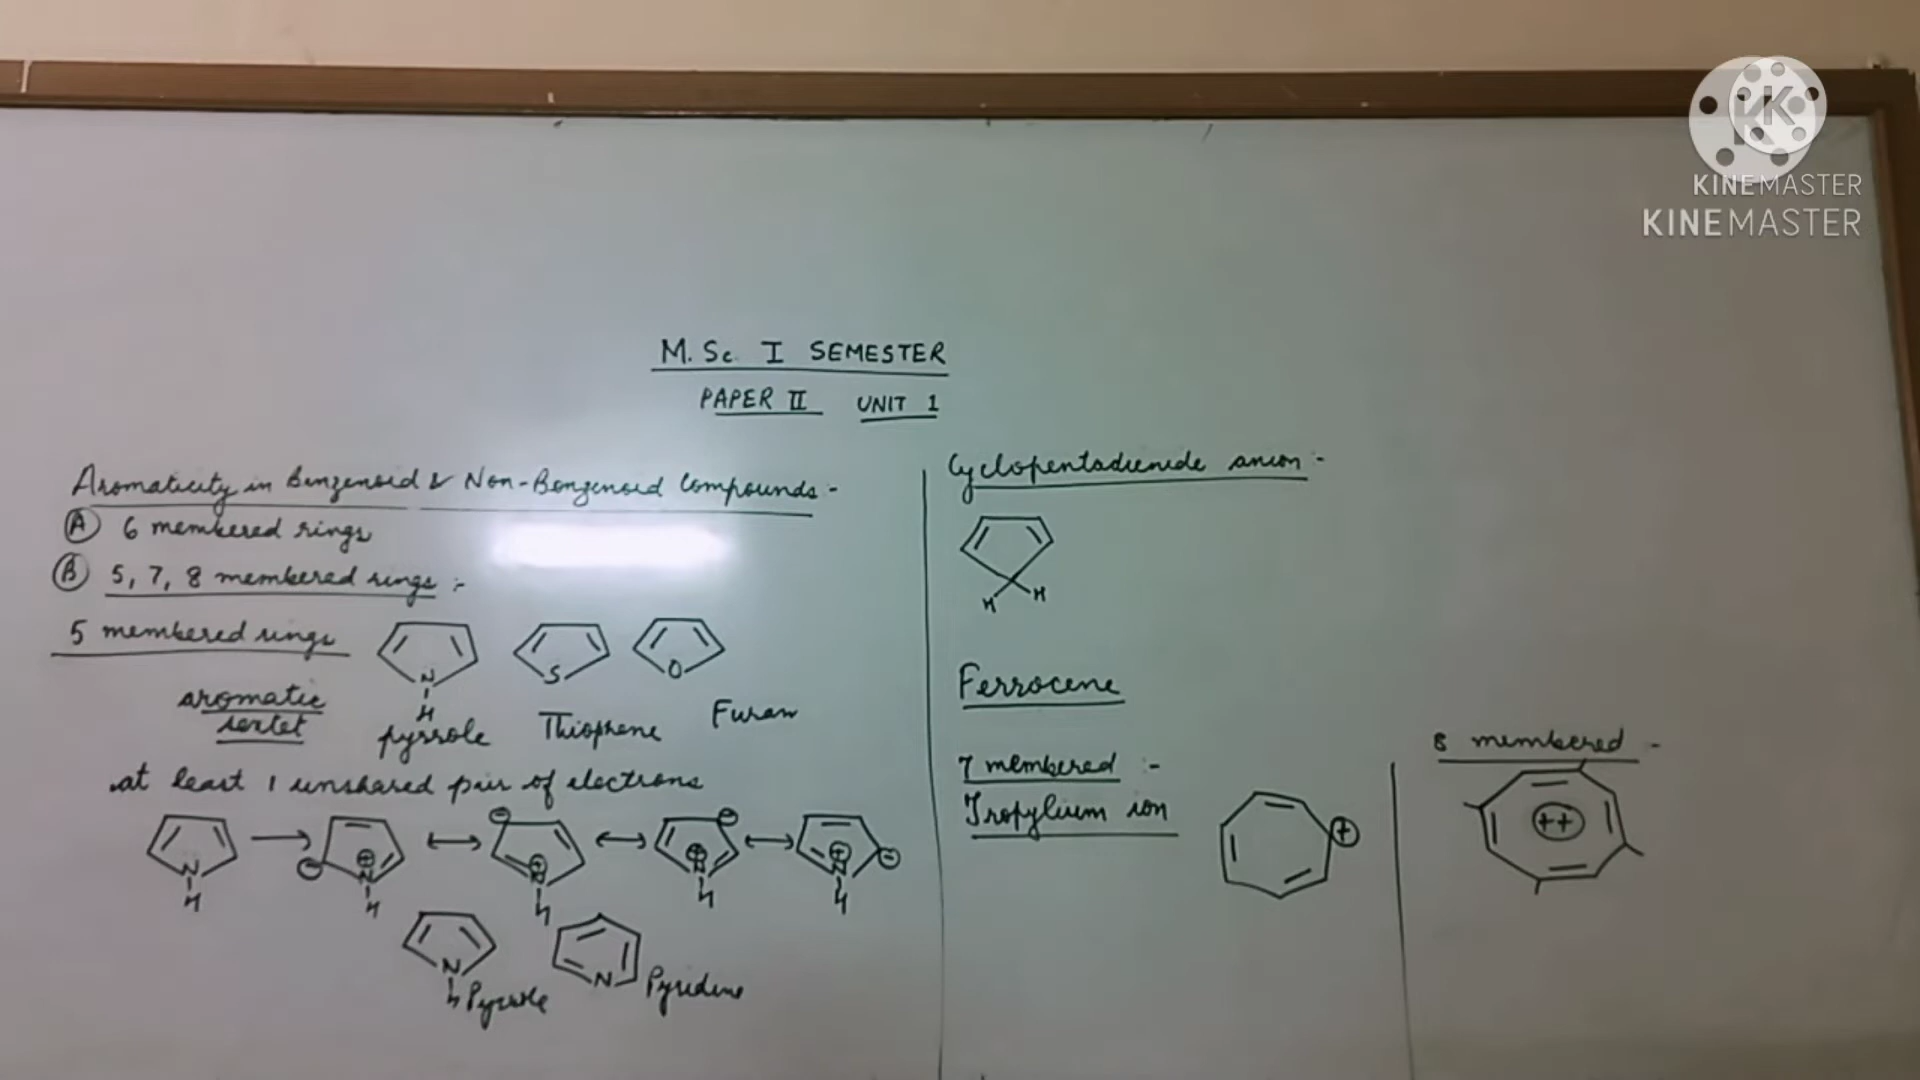 KINEMASTER
KINEMASTER
M.Sc. I SEMESTER
PAPER II UNIT 1
Aromaticity in Benzenoid & Non-Benzenoid Compounds :-
(A) 6 membered rings
(B) 5, 7, 8 membered rings :-
5 membered rings
N
H
S
O
aromatic
sextet
pyrrole
Thiophene
Furan
at least 1 unshared pair of electrons
N
H
⊖ ⊕
N
H
⊖ ⊕
N
H
⊖ ⊕
N
H
⊕ ⊖
N
H
N
H Pyrrole
N Pyridine
Cyclopentadienide anion :-
H H
Ferrocene
7 membered :-
Tropylium ion
+
8 membered :-
++